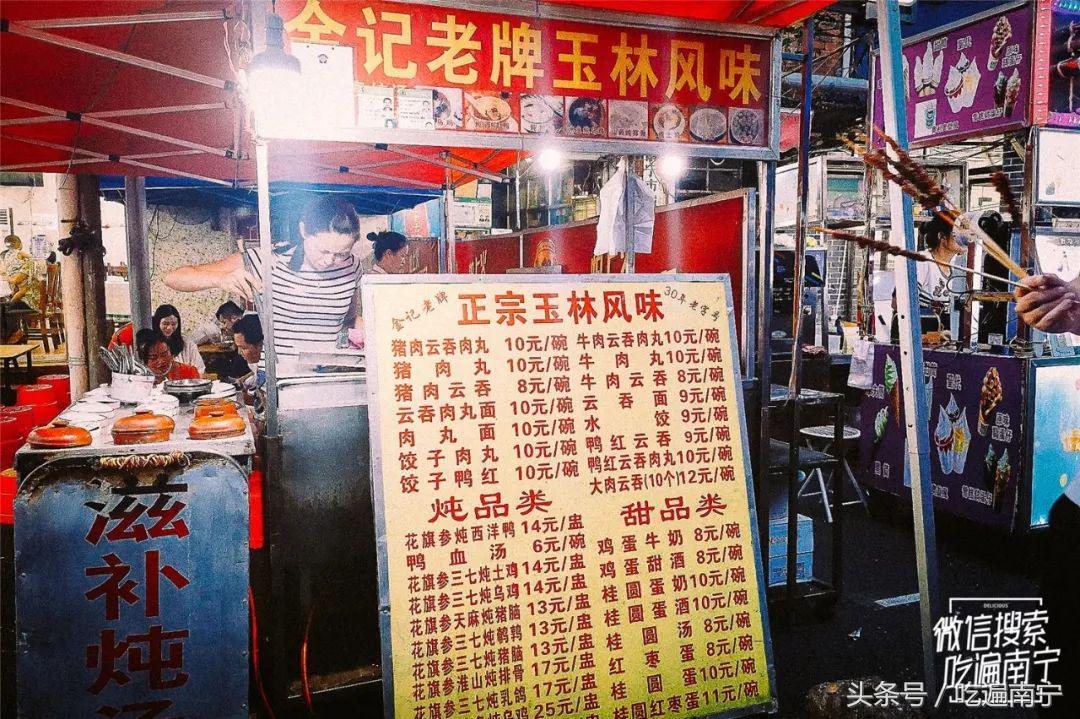 金记老牌玉林风味
金记老牌
正宗玉林风味
30年老字号
猪肉云吞肉丸 10元/碗
猪肉丸 10元/碗
猪肉云吞 8元/碗
云吞肉丸面 10元/碗
肉丸面 10元/碗
饺子肉丸 10元/碗
饺子鸭红 10元/碗
牛肉云吞肉丸 10元/碗
牛肉丸 10元/碗
牛肉云吞 8元/碗
云吞面 9元/碗
水饺 9元/碗
鸭红云吞 9元/碗
鸭红云吞肉丸 10元/碗
大肉云吞(10个) 12元/碗
炖品类
花旗参炖西洋鸭 14元/盅
鸭血汤 6元/碗
花旗参三七炖土鸡 14元/盅
花旗参三七炖乌鸡 14元/盅
花旗参天麻炖猪脑 13元/盅
花旗参三七炖鹌鹑 13元/盅
花旗参三七炖猪脑 13元/盅
花旗参淮山炖排骨 17元/盅
花旗参三七炖乳鸽 17元/盅
25元/盅
甜品类
鸡蛋牛奶 8元/碗
鸡蛋甜酒 8元/碗
桂圆蛋奶 10元/碗
桂圆蛋酒 10元/碗
桂圆汤 8元/碗
红枣蛋 8元/碗
桂圆蛋 10元/碗
桂圆红枣蛋 11元/碗
滋补炖汤
DELICIOUS
微信搜索
吃遍南宁
头条号 / 吃遍南宁